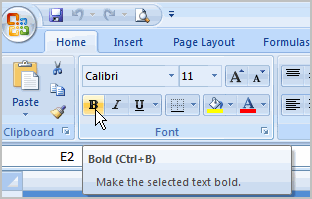 Home Insert Page Layout Formulas
Calibri 11 A A
Paste
B I U A
Clipboard Font
E2
Bold (Ctrl+B)
Make the selected text bold.